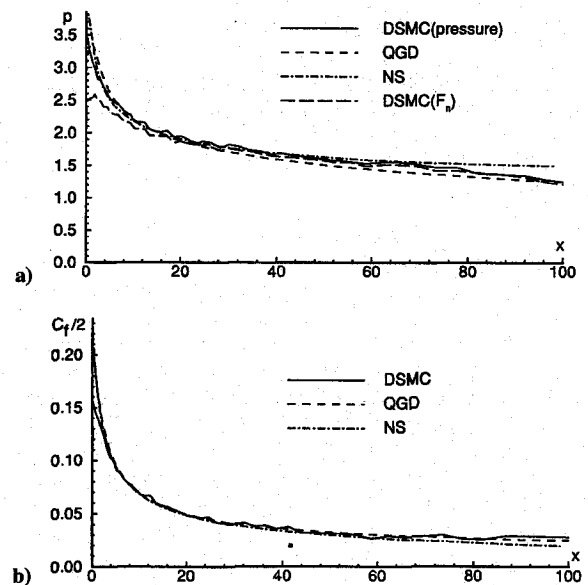 p
3.5
3.0
2.5
2.0
1.5
1.0
0.5
0.0
DSMC(pressure)
QGD
NS
DSMC(Fn)
x
0 20 40 60 80 100
a)
Cf/2
0.20
0.15
0.10
0.05
0.00
DSMC
QGD
NS
x
0 20 40 60 80 100
b)